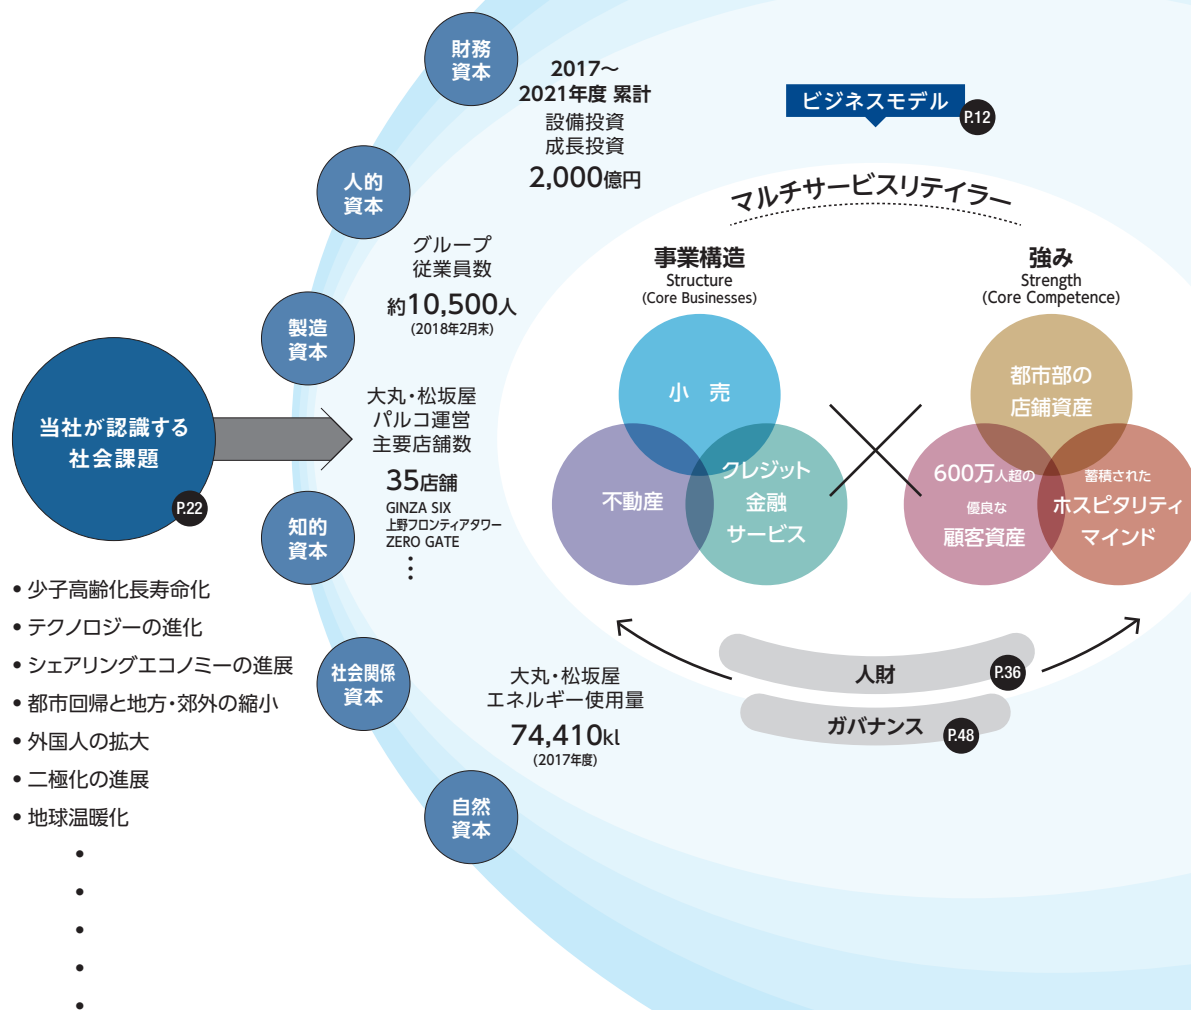 財務
資本
2017～
2021年度 累計
設備投資
成長投資
2,000億円
人的
資本
グループ
従業員数
約10,500人
(2018年2月末)
製造
資本
大丸・松坂屋
パルコ運営
主要店舗数
35店舗
GINZA SIX
上野フロンティアタワー
ZERO GATE
⋮
当社が認識する
社会課題
P.22
知的
資本
• 少子高齢化長寿命化
• テクノロジーの進化
• シェアリングエコノミーの進展
• 都市回帰と地方・郊外の縮小
• 外国人の拡大
• 二極化の進展
• 地球温暖化
•
•
•
•
•
社会関係
資本
大丸・松坂屋
エネルギー使用量
74,410kl
(2017年度)
自然
資本
ビジネスモデル
P.12
マルチサービスリテイラー
事業構造
Structure
(Core Businesses)
小 売
不動産
クレジット
金融
サービス
強み
Strength
(Core Competence)
都市部の
店舗資産
600万人超の
優良な
顧客資産
蓄積された
ホスピタリティ
マインド
人財
P.36
ガバナンス
P.48